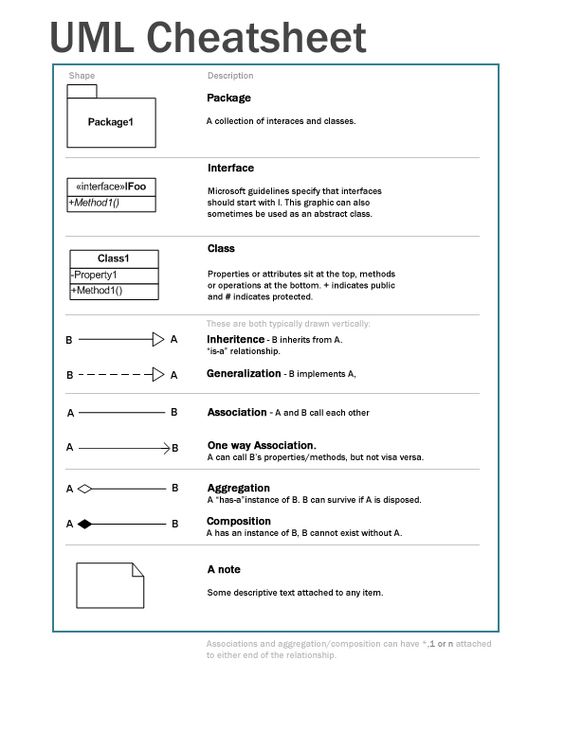 UML Cheatsheet
Shape Description
Package
Package1
A collection of interaces and classes.
Interface
«interface»IFoo
+Method1()
Microsoft guidelines specify that interfaces
should start with I. This graphic can also
sometimes be used as an abstract class.
Class
Class1
-Property1
+Method1()
Properties or attributes sit at the top, methods
or operations at the bottom. + indicates public
and # indicates protected.
These are both typically drawn vertically:
B A Inheritence - B inherits from A.
"is-a" relationship.
B A Generalization - B implements A,
A B Association - A and B call each other
A B One way Association.
A can call B's properties/methods, but not visa versa.
A B Aggregation
A "has-a"instance of B. B can survive if A is disposed.
A B Composition
A has an instance of B, B cannot exist without A.
A note
Some descriptive text attached to any item.
Associations and aggregation/composition can have *,1 or n attached
to either end of the relationship.